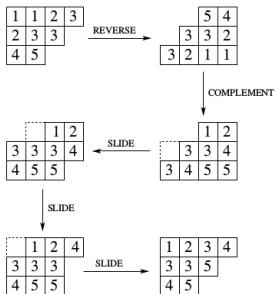 1 1 2 3
2 3 3
4 5
REVERSE
5 4
3 3 2
3 2 1 1
COMPLEMENT
1 2
3 3 4
3 4 5 5
SLIDE
1 2
3 3 3 4
4 5 5
SLIDE
1 2 4
3 3 3
4 5 5
SLIDE
1 2 3 4
3 3 5
4 5